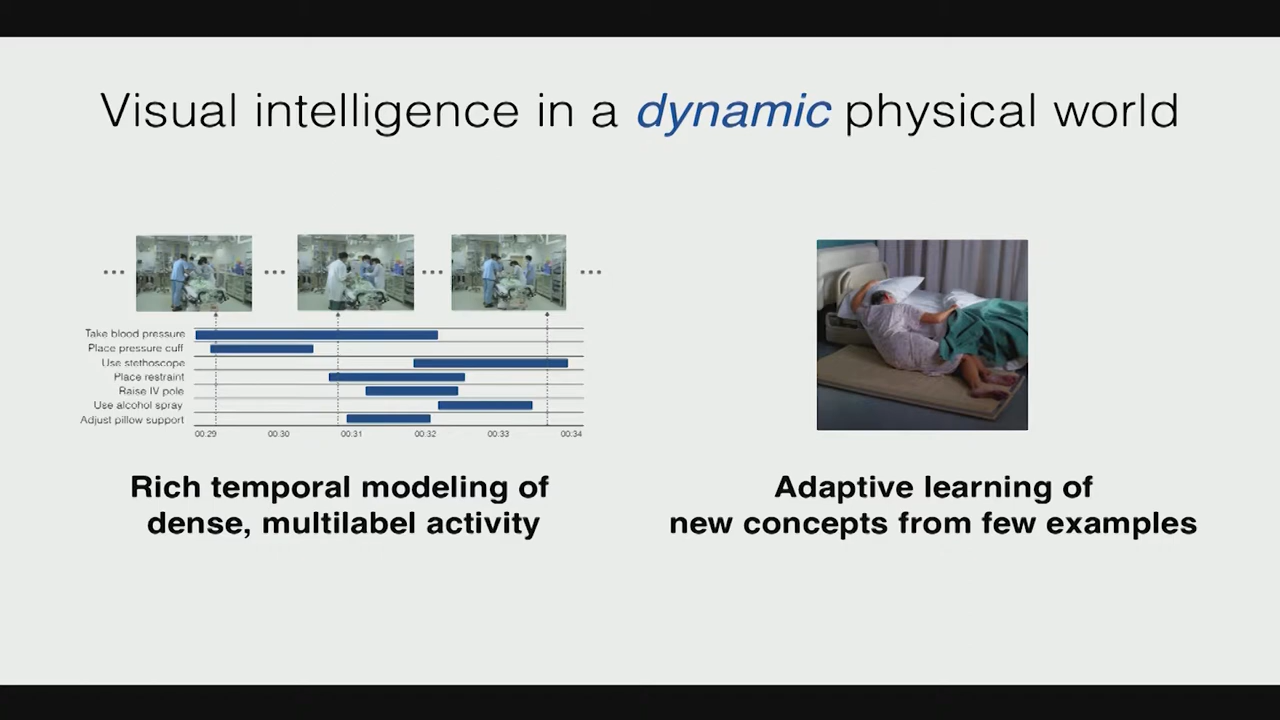 Visual intelligence in a dynamic physical world
Take blood pressure
Place pressure cuff
Use stethoscope
Place restraint
Raise IV pole
Use alcohol spray
Adjust pillow support
00:29 00:30 00:31 00:32 00:33 00:34
Rich temporal modeling of
dense, multilabel activity
Adaptive learning of
new concepts from few examples